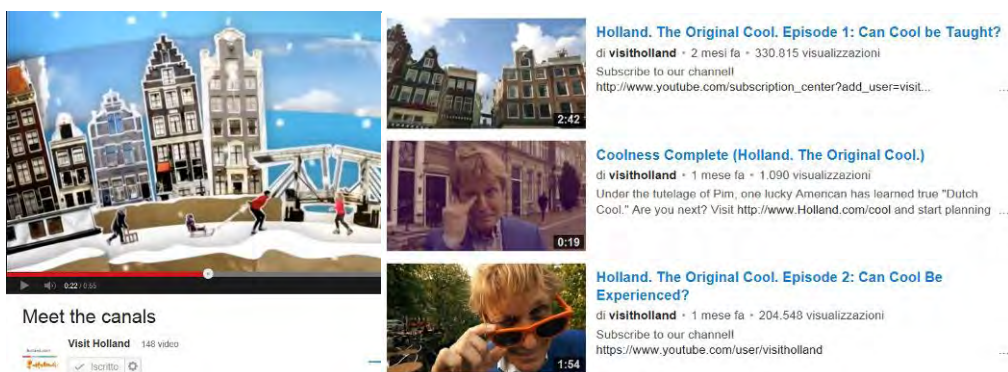 0:22 / 0:55
Meet the canals
Visit Holland 148 video
Iscritto
2:42
Holland. The Original Cool. Episode 1: Can Cool be Taught?
di visitholland • 2 mesi fa • 330.815 visualizzazioni
Subscribe to our channel!
http://www.youtube.com/subscription_center?add_user=visit...
...
0:19
Coolness Complete (Holland. The Original Cool.)
di visitholland • 1 mese fa • 1.090 visualizzazioni
Under the tutelage of Pim, one lucky American has learned true "Dutch
Cool." Are you next? Visit http://www.Holland.com/cool and start planning ...
1:54
Holland. The Original Cool. Episode 2: Can Cool Be
Experienced?
di visitholland • 1 mese fa • 204.548 visualizzazioni
Subscribe to our channel!
https://www.youtube.com/user/visitholland
...